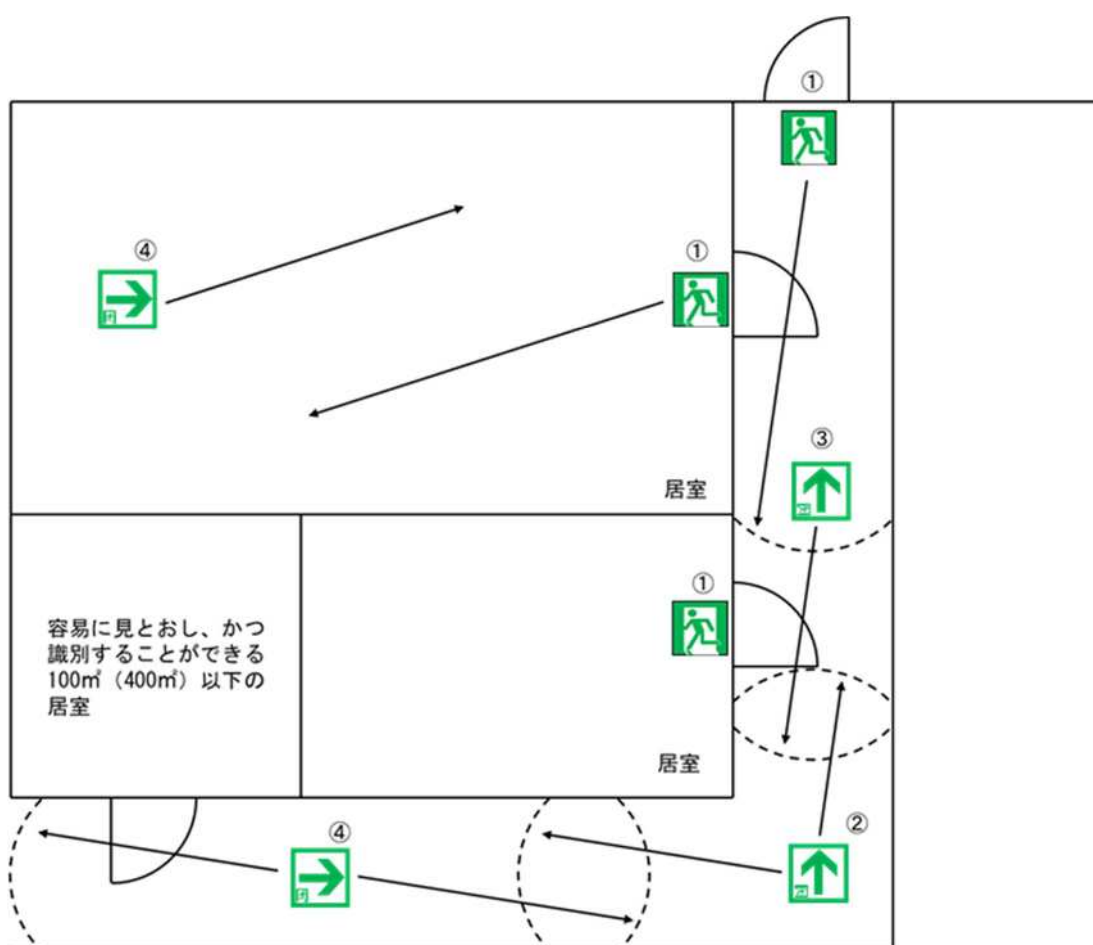 ①
④
①
③
居室
①
容易に見とおし、かつ
識別することができる
100㎡（400㎡）以下の
居室
居室
④
②